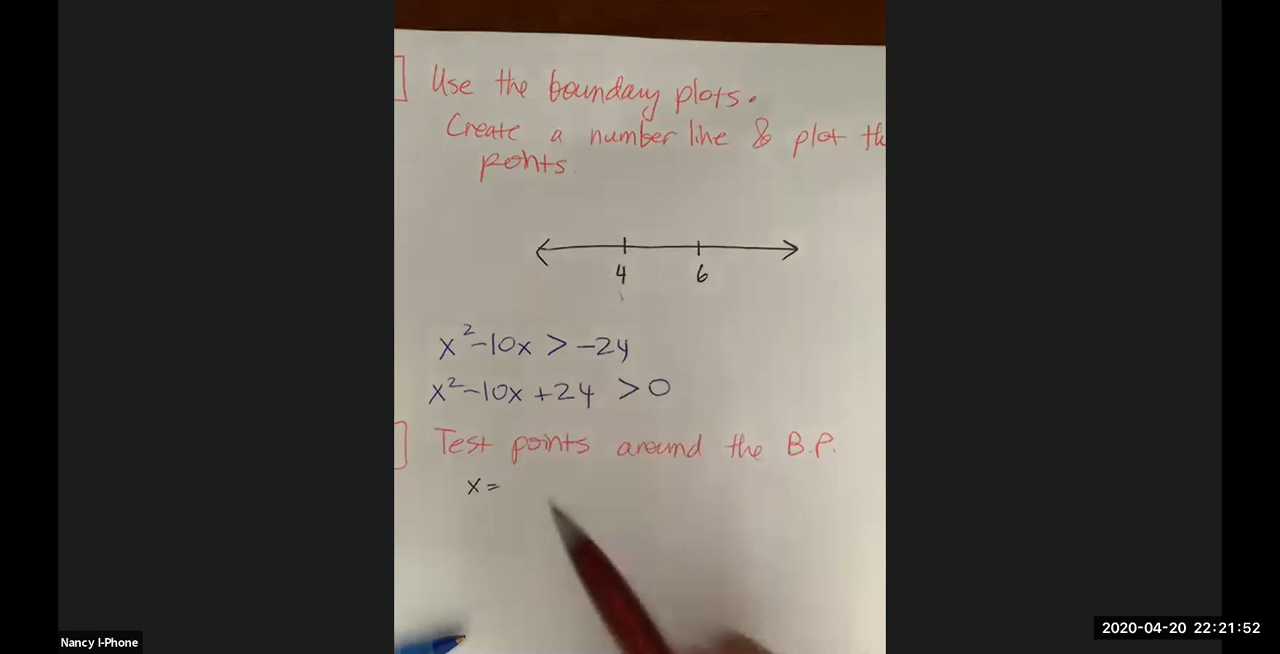 ] Use the boundary plots.
Create a number line & plot the
points.
4 6
x²-10x > -24
x²-10x +24 > 0
] Test points around the B.P.
x =
Nancy I-Phone
2020-04-20 22:21:52